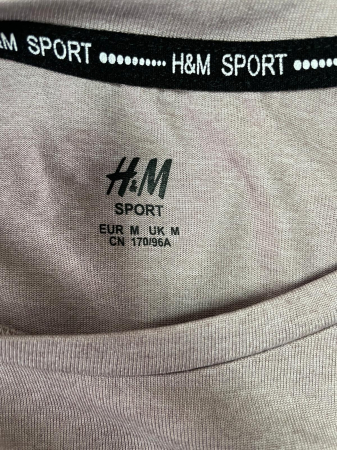 &M SPORT ●●●●●●●●●● H&M SPORT ●●●●●
H&M
SPORT
EUR M UK M
CN 170/96A